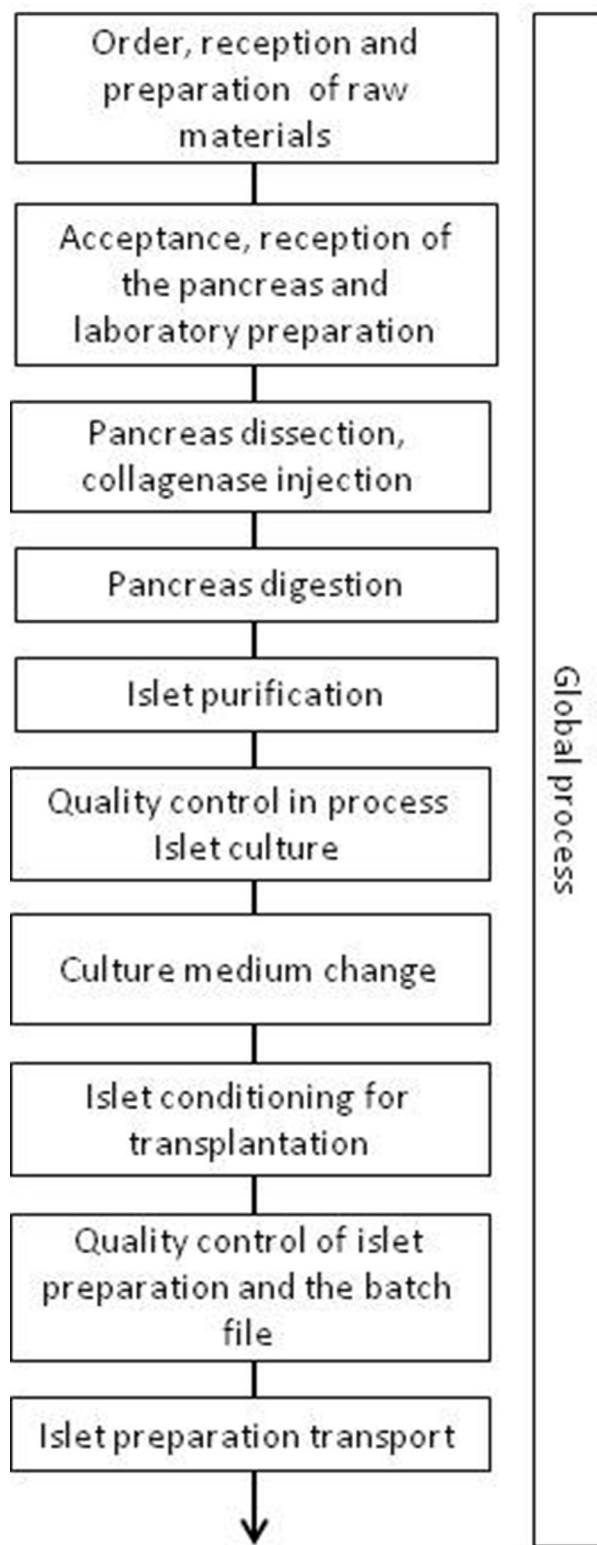 Order, reception and
preparation of raw
materials
Acceptance, reception of
the pancreas and
laboratory preparation
Pancreas dissection,
collagenase injection
Pancreas digestion
Islet purification
Quality control in process
Islet culture
Culture medium change
Islet conditioning for
transplantation
Quality control of islet
preparation and the batch
file
Islet preparation transport
Global process